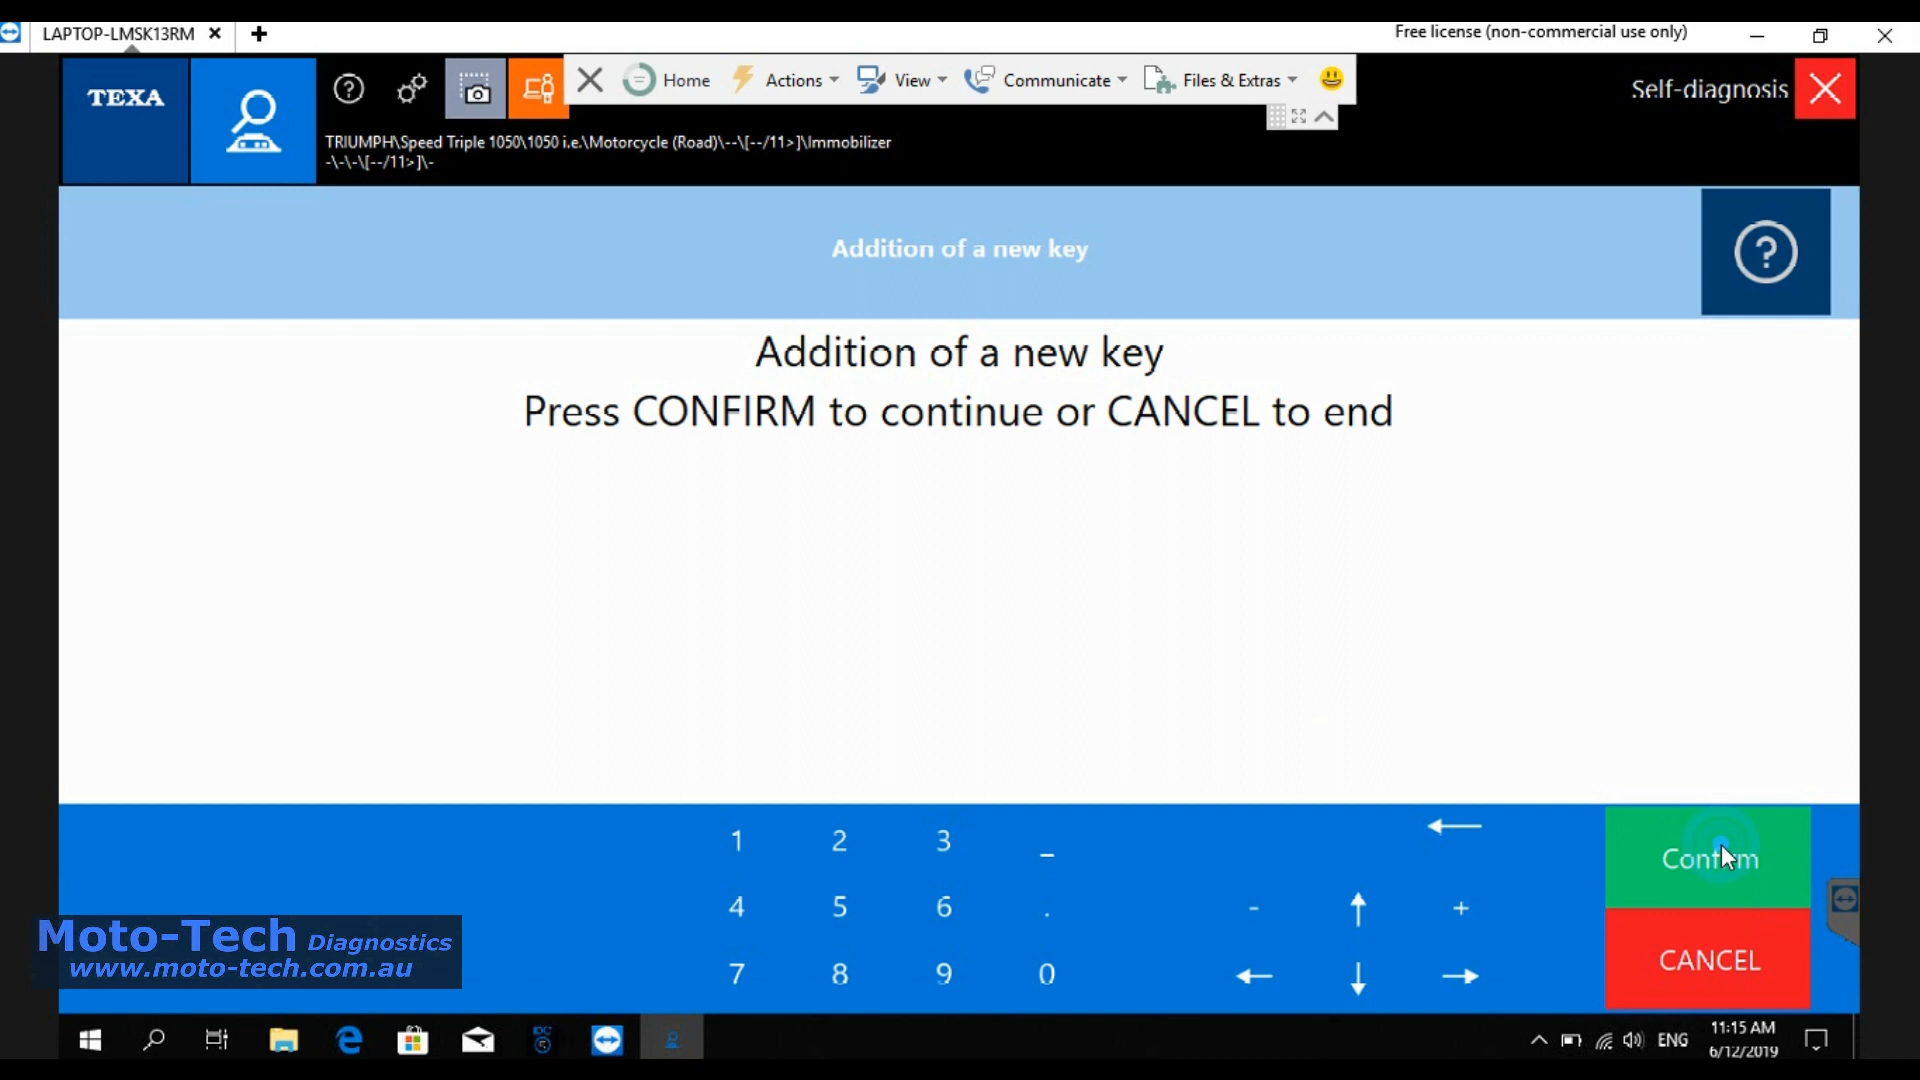 LAPTOP-LMSK13RM
Free license (non-commercial use only)
TEXA
Home
Actions
View
Communicate
Files & Extras
Self-diagnosis
TRIUMPH\Speed Triple 1050\1050 i.e.\Motorcycle (Road)\--\[--/11>]\Immobilizer
-\-\-\[--/11>]\-
Addition of a new key
Addition of a new key
Press CONFIRM to continue or CANCEL to end
1 2 3 _
4 5 6 . - +
7 8 9 0
Confirm
CANCEL
Moto-Tech Diagnostics
www.moto-tech.com.au
ENG
11:15 AM
6/12/2019